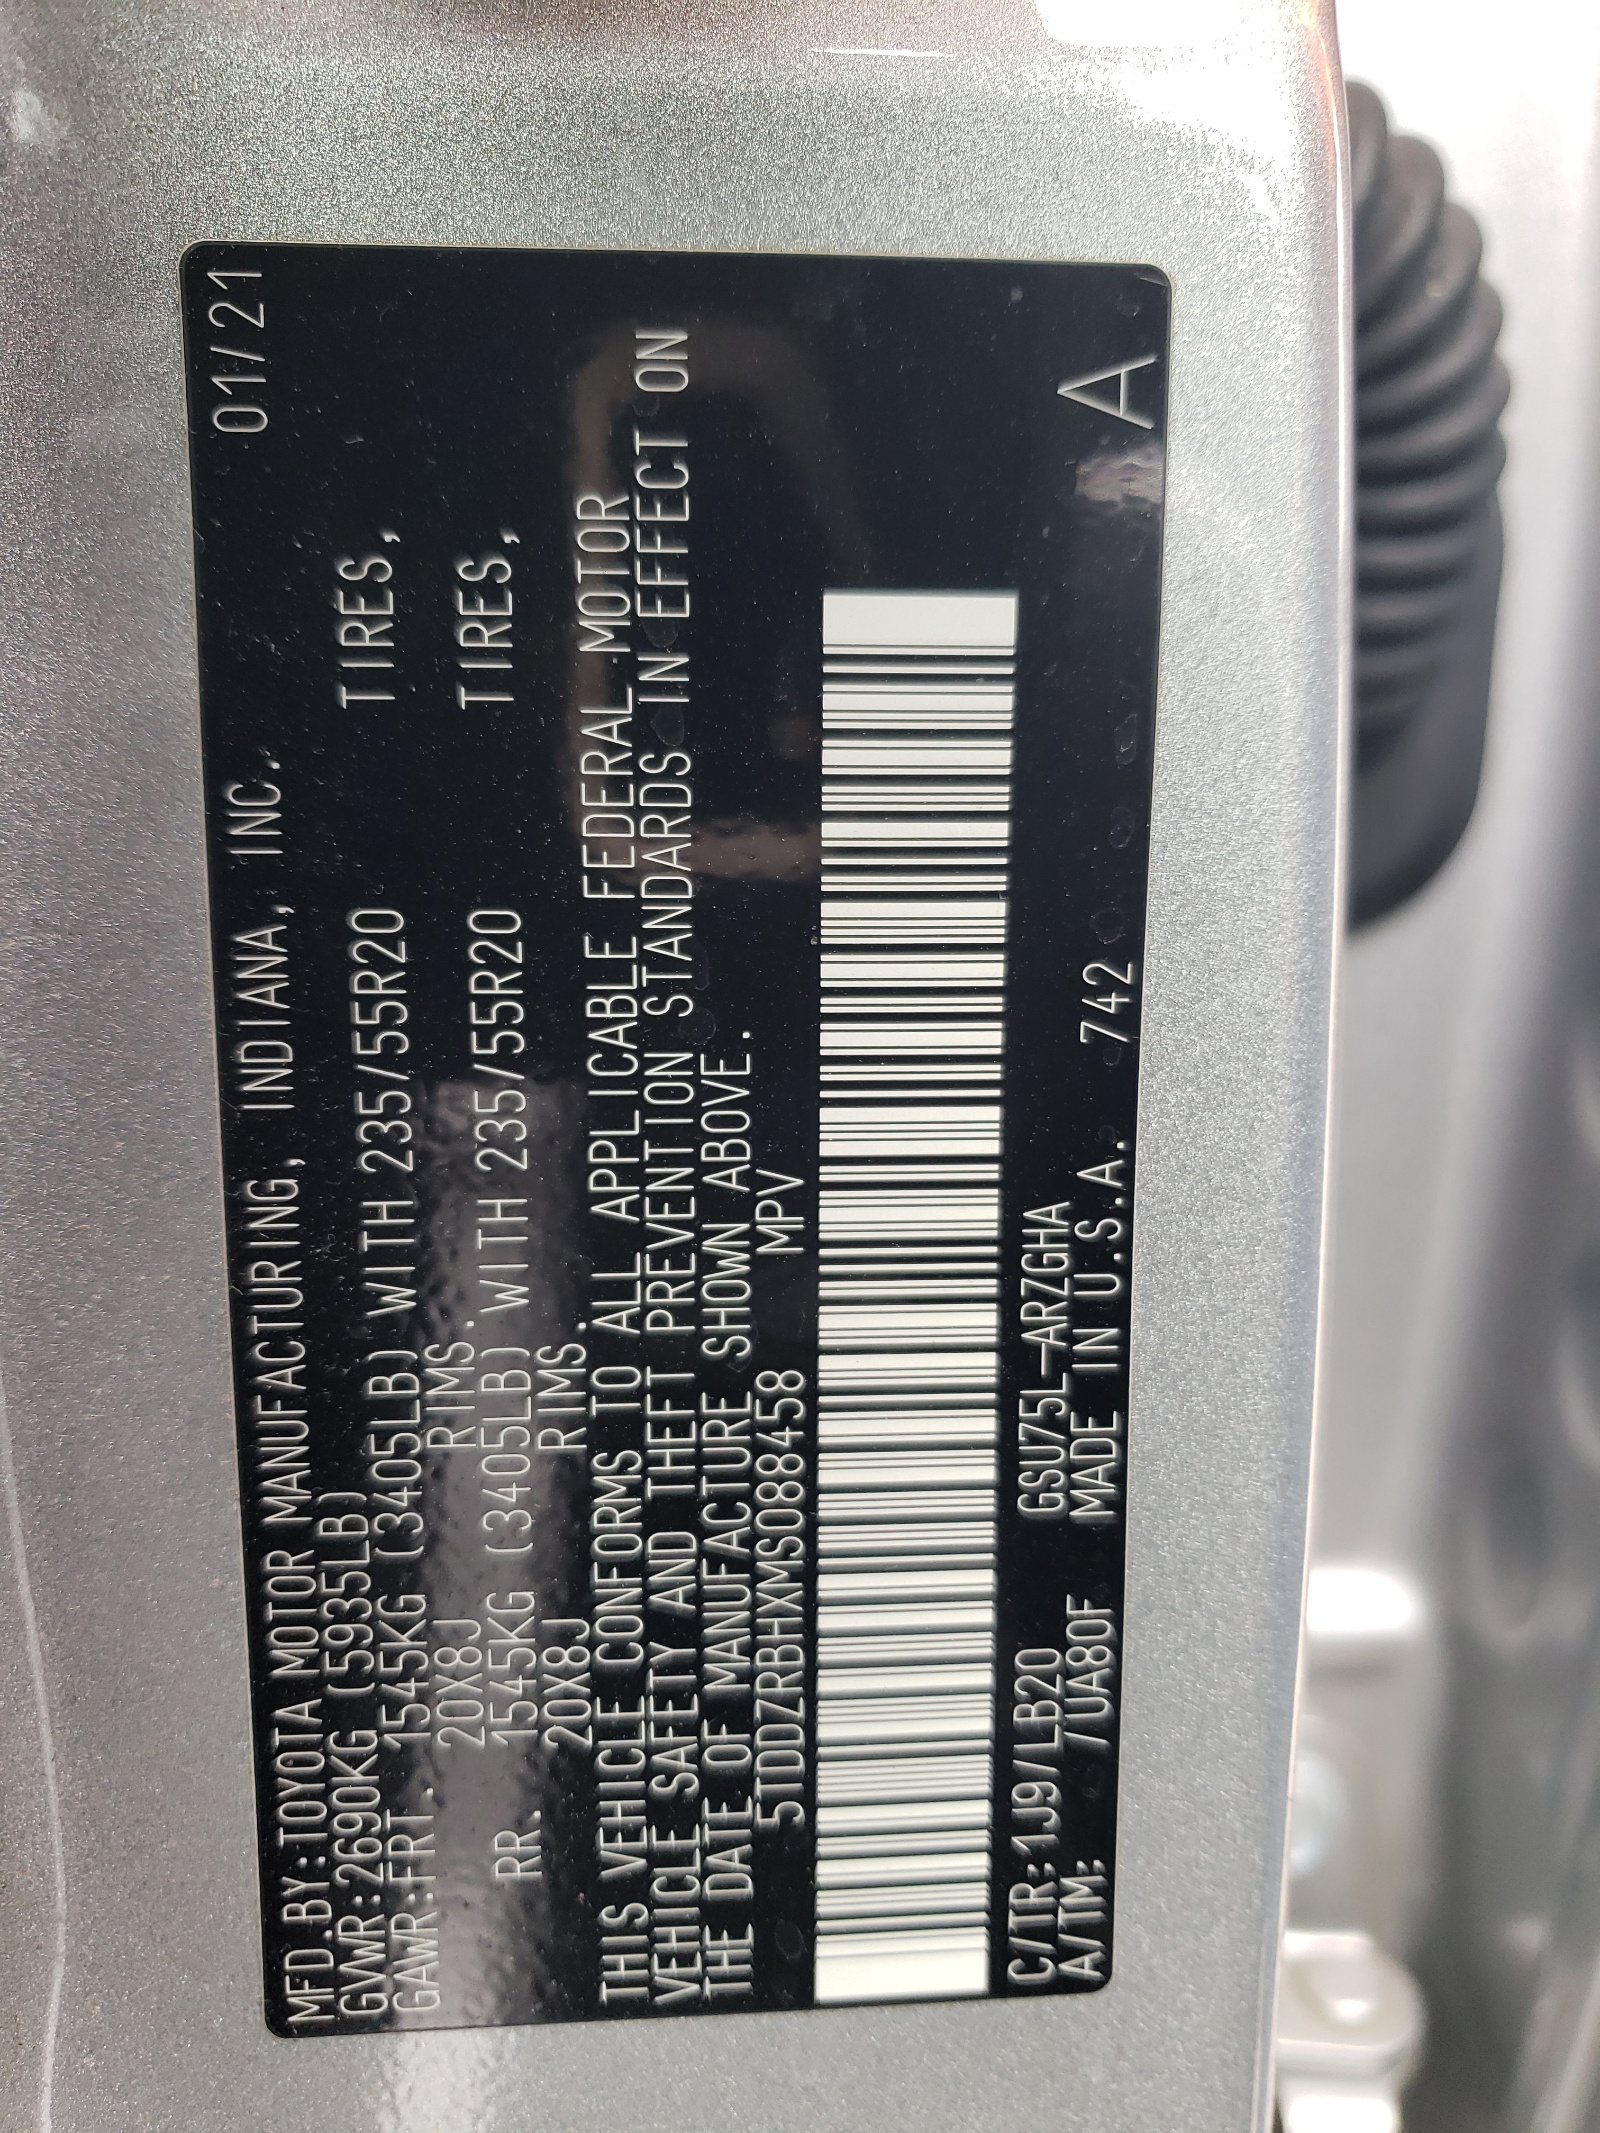 MFD.BY:TOYOTA MOTOR MANUFACTURING, INDIANA, INC. 01/21
GVWR:2690KG (5935LB)
GAWR:FRT. 1545KG (3405LB) WITH 235/55R20 TIRES,
20X8J RIMS.
RR. 1545KG (3405LB) WITH 235/55R20 TIRES,
20X8J RIMS.
THIS VEHICLE CONFORMS TO ALL APPLICABLE FEDERAL MOTOR
VEHICLE SAFETY AND THEFT PREVENTION STANDARDS IN EFFECT ON
THE DATE OF MANUFACTURE SHOWN ABOVE.
5TDDZRBHXMS088458 MPV
C/TR:1J9/LB20 GSU75L-ARZGHA
A/TM: /UA80F MADE IN U.S.A. 742 A